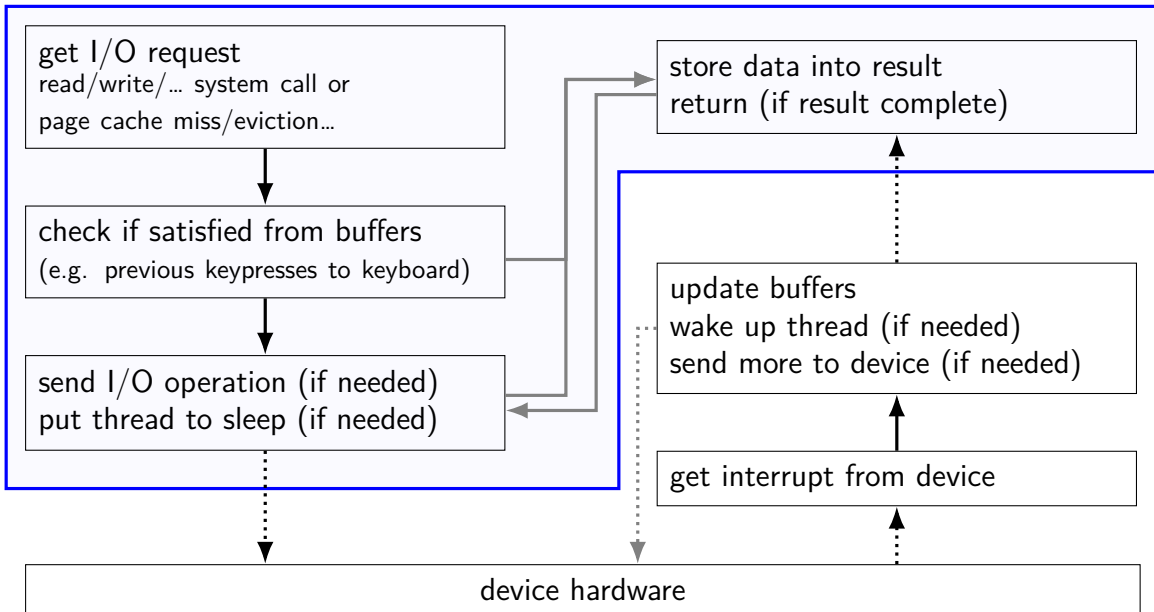 get I/O request
read/write/… system call or
page cache miss/eviction…
check if satisfied from buffers
(e.g. previous keypresses to keyboard)
send I/O operation (if needed)
put thread to sleep (if needed)
store data into result
return (if result complete)
update buffers
wake up thread (if needed)
send more to device (if needed)
get interrupt from device
device hardware